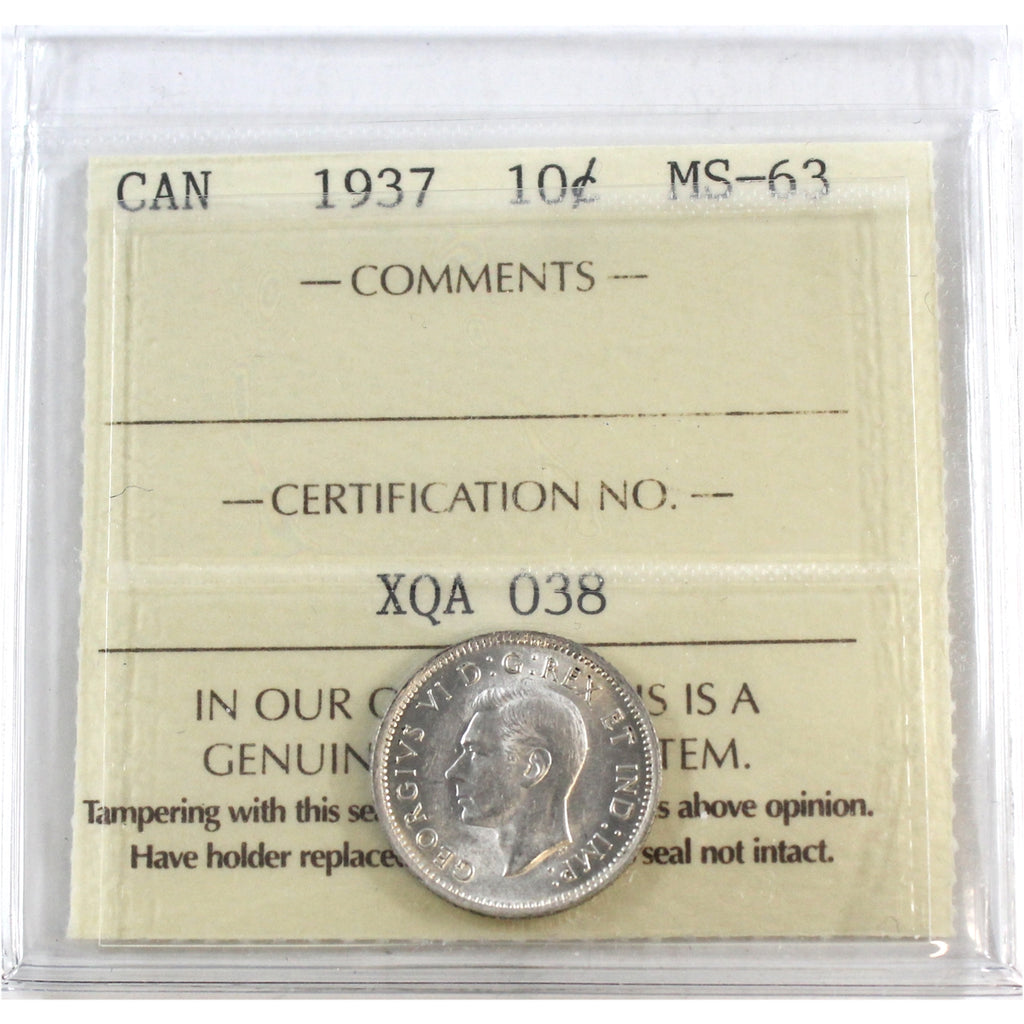 CAN 1937 10¢ MS-63
— COMMENTS —
— CERTIFICATION NO. —
XQA 038
IN OUR S IS A
GENUIN TEM.
Tampering with this se s above opinion.
Have holder replace seal not intact.
GEORGIVS VI D:G:REX ET IND:IMP: